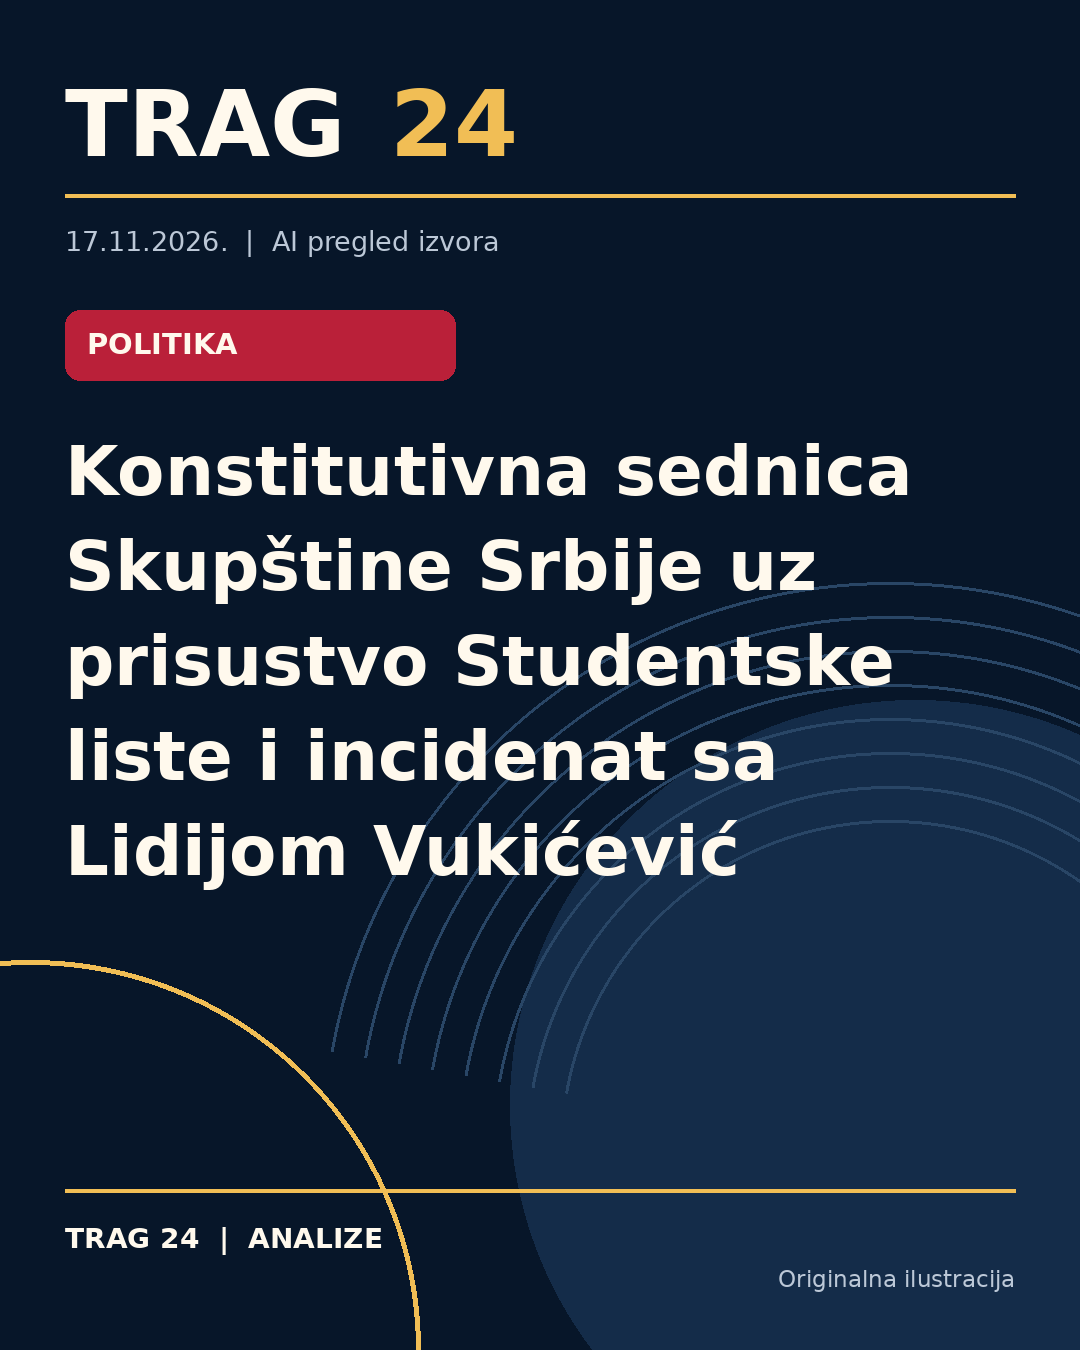 TRAG 24
17.11.2026. | AI pregled izvora
POLITIKA
Konstitutivna sednica
Skupštine Srbije uz
prisustvo Studentske
liste i incidenat sa
Lidijom Vukićević
TRAG 24 | ANALIZE
Originalna ilustracija